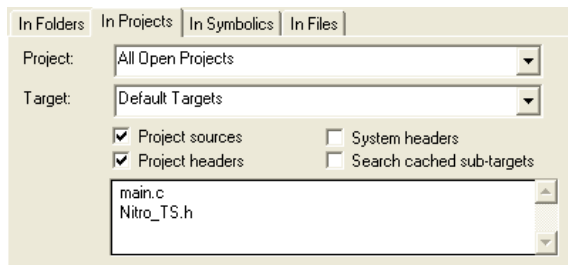 In Folders In Projects In Symbolics In Files
Project: All Open Projects
Target: Default Targets
Project sources System headers
Project headers Search cached sub-targets
main.c
Nitro_TS.h